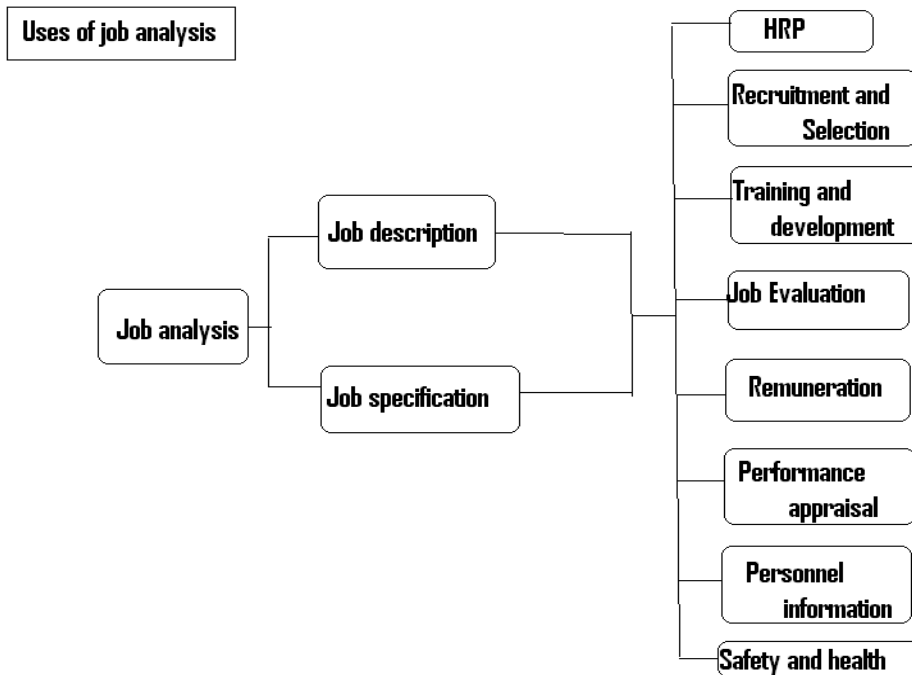 Uses of job analysis
HRP
Recruitment and
Selection
Training and
development
Job description
Job Evaluation
Job analysis
Job specification
Remuneration
Performance
appraisal
Personnel
information
Safety and health